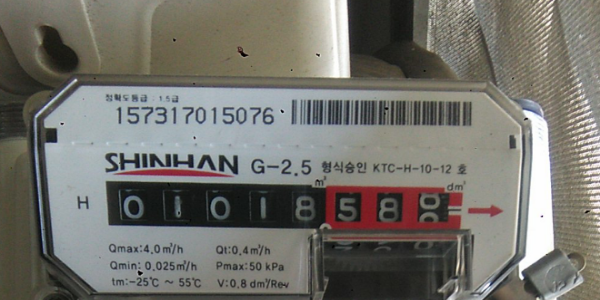 정확도등급 : 1.5급
157317015076
SHINHAN G-2.5 형식승인 KTC-H-10-12 호
m³ dm³
H 0 1 0 1 8 5 8
Qmax:4.0㎥/h Qt:0.4㎥/h
Qmin: 0.025㎥/h Pmax:50 kPa
tm:-25℃ ~ 55℃ V:0.8 dm³/Rev